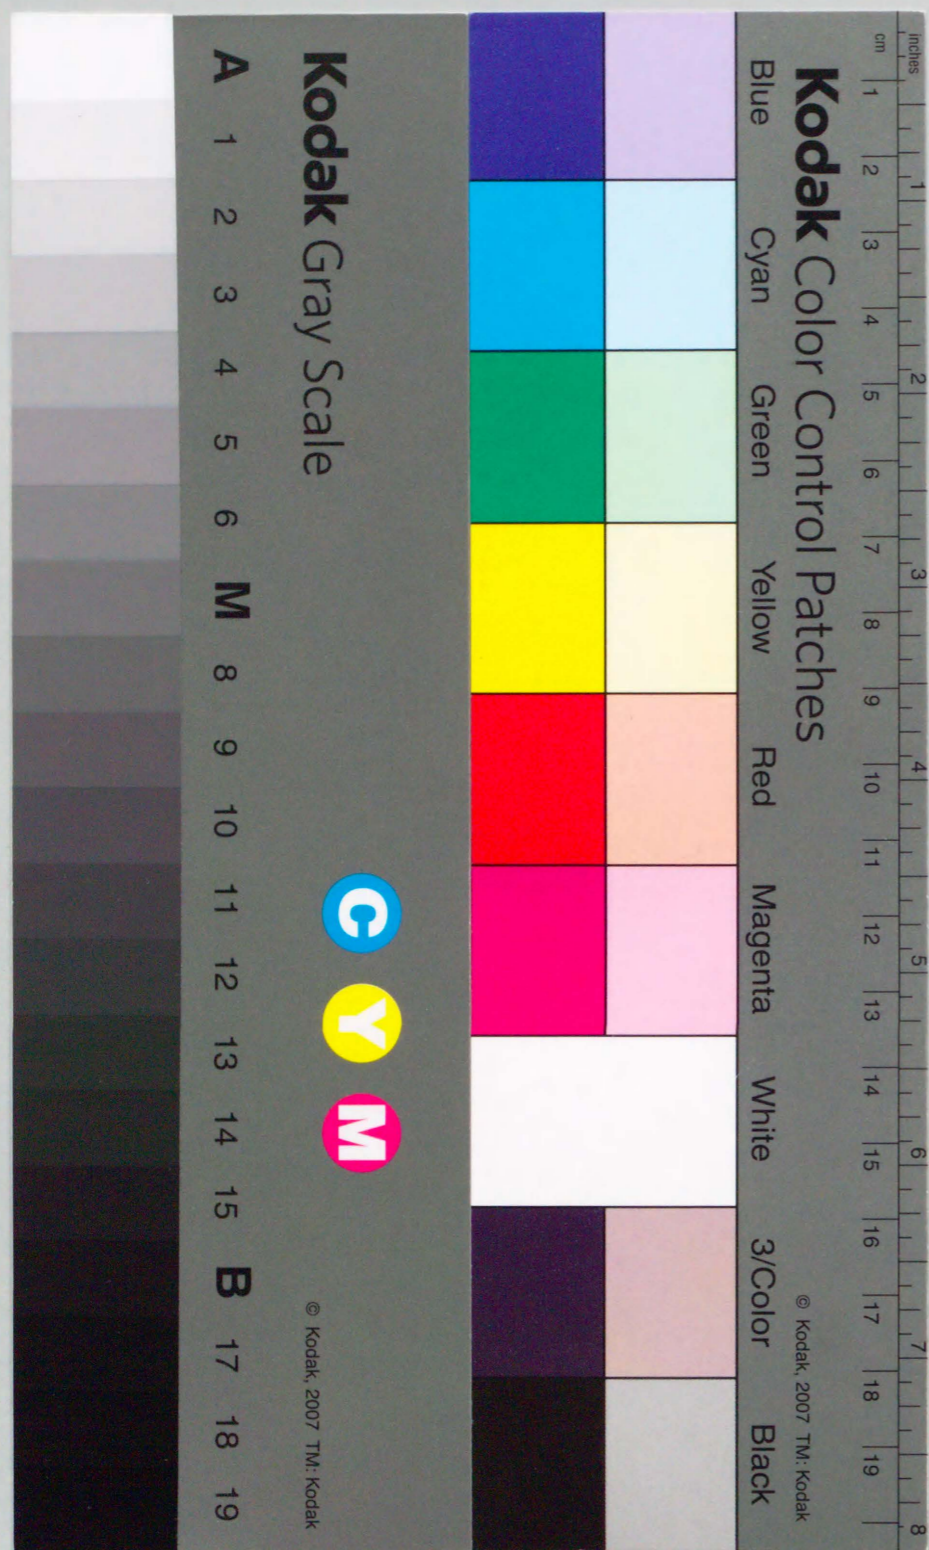 inches 1 2 3 4 5 6 7 8
cm 1 2 3 4 5 6 7 8 9 10 11 12 13 14 15 16 17 18 19
Kodak Color Control Patches
© Kodak, 2007 TM: Kodak
Blue Cyan Green Yellow Red Magenta White 3/Color Black
Kodak Gray Scale
C Y M
© Kodak, 2007 TM: Kodak
A 1 2 3 4 5 6 M 8 9 10 11 12 13 14 15 B 17 18 19